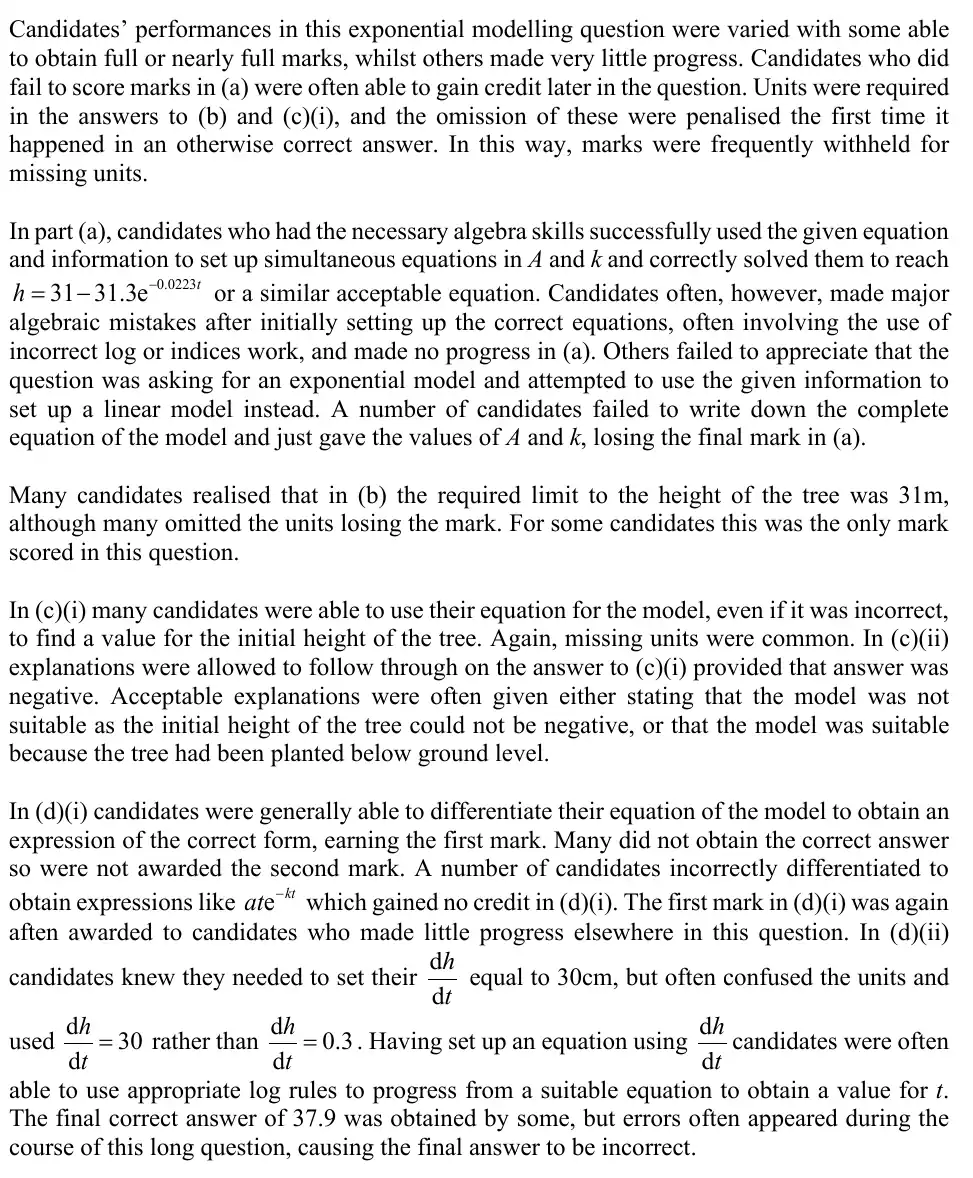 Candidates’ performances in this exponential modelling question were varied with some able
to obtain full or nearly full marks, whilst others made very little progress. Candidates who did
fail to score marks in (a) were often able to gain credit later in the question. Units were required
in the answers to (b) and (c)(i), and the omission of these were penalised the first time it
happened in an otherwise correct answer. In this way, marks were frequently withheld for
missing units.
In part (a), candidates who had the necessary algebra skills successfully used the given equation
and information to set up simultaneous equations in A and k and correctly solved them to reach
h = 31 − 31.3e^{−0.0223t} or a similar acceptable equation. Candidates often, however, made major
algebraic mistakes after initially setting up the correct equations, often involving the use of
incorrect log or indices work, and made no progress in (a). Others failed to appreciate that the
question was asking for an exponential model and attempted to use the given information to
set up a linear model instead. A number of candidates failed to write down the complete
equation of the model and just gave the values of A and k, losing the final mark in (a).
Many candidates realised that in (b) the required limit to the height of the tree was 31m,
although many omitted the units losing the mark. For some candidates this was the only mark
scored in this question.
In (c)(i) many candidates were able to use their equation for the model, even if it was incorrect,
to find a value for the initial height of the tree. Again, missing units were common. In (c)(ii)
explanations were allowed to follow through on the answer to (c)(i) provided that answer was
negative. Acceptable explanations were often given either stating that the model was not
suitable as the initial height of the tree could not be negative, or that the model was suitable
because the tree had been planted below ground level.
In (d)(i) candidates were generally able to differentiate their equation of the model to obtain an
expression of the correct form, earning the first mark. Many did not obtain the correct answer
so were not awarded the second mark. A number of candidates incorrectly differentiated to
obtain expressions like ate^{−kt} which gained no credit in (d)(i). The first mark in (d)(i) was again
aften awarded to candidates who made little progress elsewhere in this question. In (d)(ii)
candidates knew they needed to set their dh/dt equal to 30cm, but often confused the units and
used dh/dt = 30 rather than dh/dt = 0.3. Having set up an equation using dh/dt candidates were often
able to use appropriate log rules to progress from a suitable equation to obtain a value for t.
The final correct answer of 37.9 was obtained by some, but errors often appeared during the
course of this long question, causing the final answer to be incorrect.